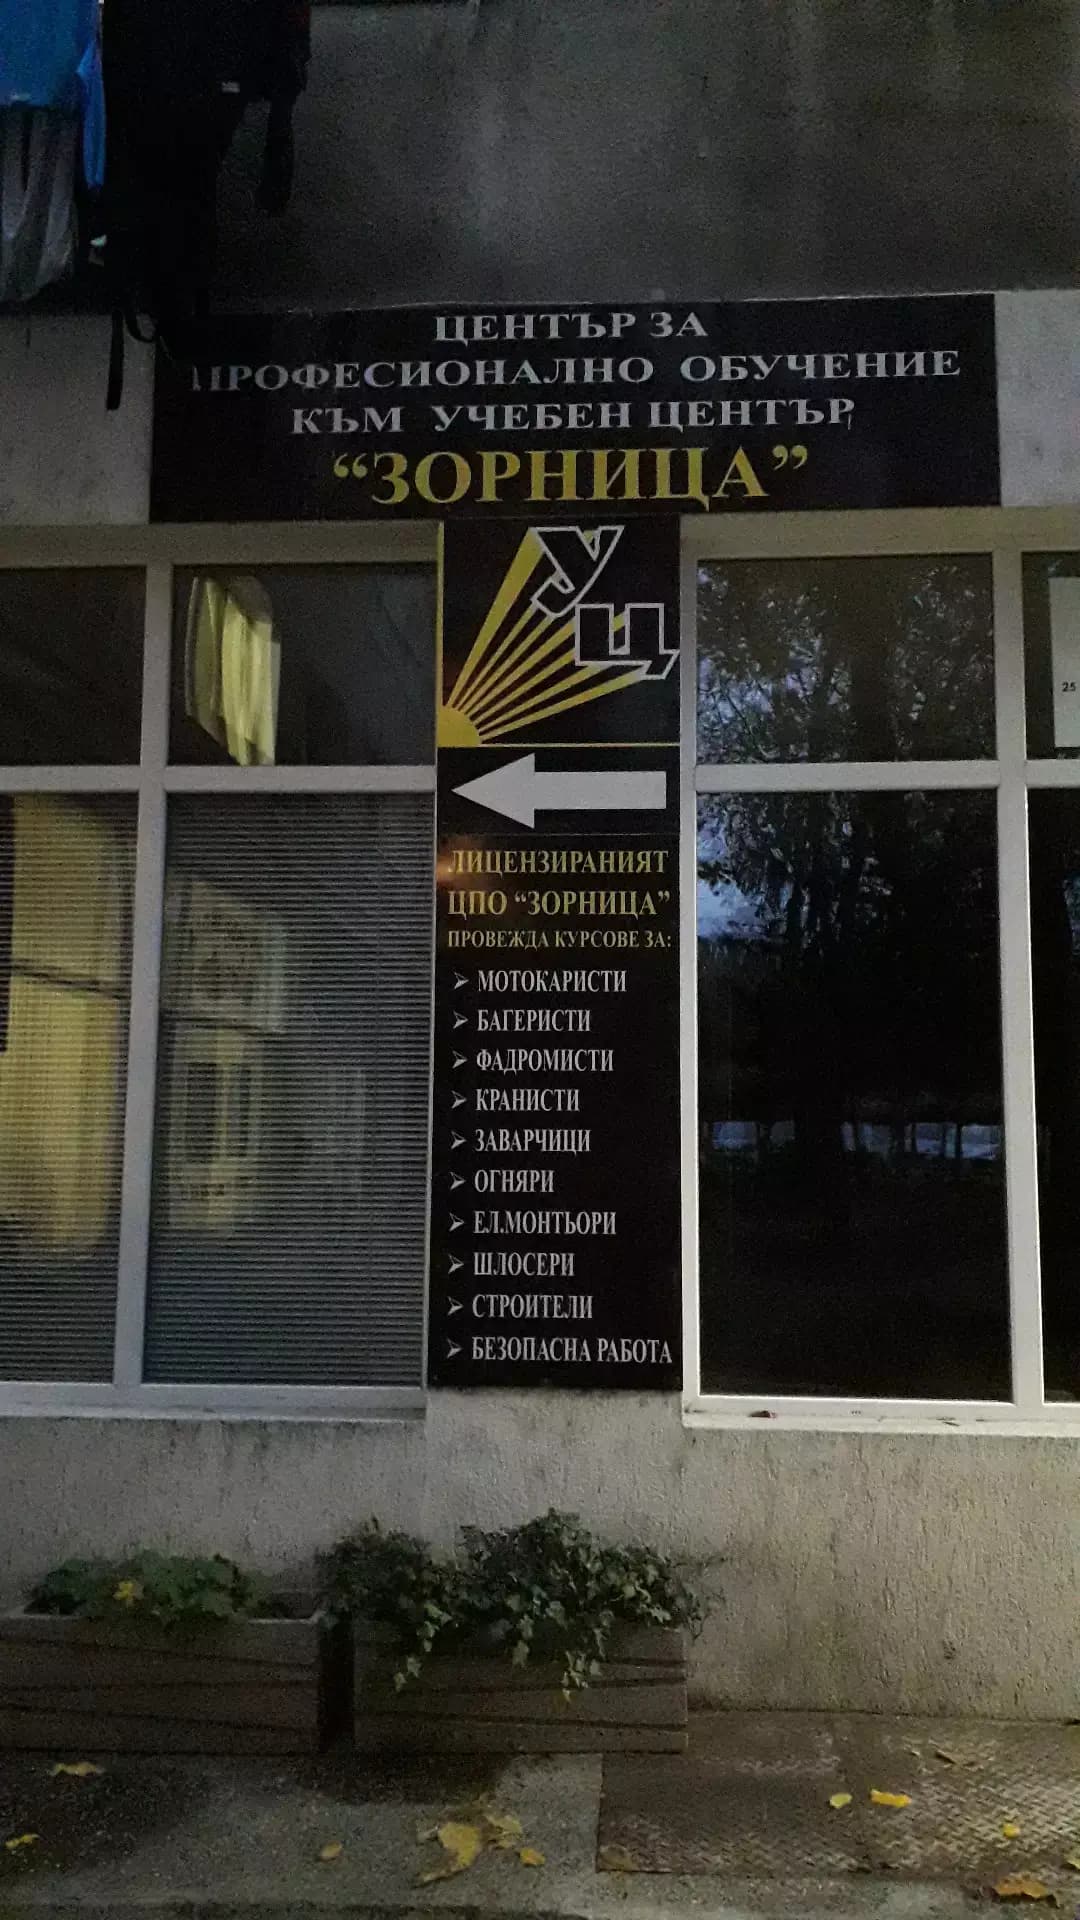 ЦЕНТЪР ЗА
ПРОФЕСИОНАЛНО ОБУЧЕНИЕ
КЪМ УЧЕБЕН ЦЕНТЪР
“ЗОРНИЦА”
УЦ
ЛИЦЕНЗИРАНИЯТ
ЦПО “ЗОРНИЦА”
ПРОВЕЖДА КУРСОВЕ ЗА:
➢ МОТОКАРИСТИ
➢ БАГЕРИСТИ
➢ ФАДРОМИСТИ
➢ КРАНИСТИ
➢ ЗАВАРЧИЦИ
➢ ОГНЯРИ
➢ ЕЛ.МОНТЬОРИ
➢ ШЛОСЕРИ
➢ СТРОИТЕЛИ
➢ БЕЗОПАСНА РАБОТА
25